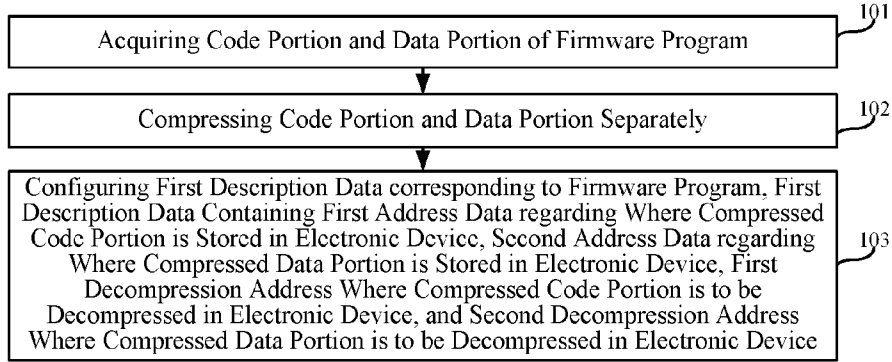 101
Acquiring Code Portion and Data Portion of Firmware Program
102
Compressing Code Portion and Data Portion Separately
Configuring First Description Data corresponding to Firmware Program, First
Description Data Containing First Address Data regarding Where Compressed
Code Portion is Stored in Electronic Device, Second Address Data regarding
103
Where Compressed Data Portion is Stored in Electronic Device, First
Decompression Address Where Compressed Code Portion is to be
Decompressed in Electronic Device, and Second Decompression Address
Where Compressed Data Portion is to be Decompressed in Electronic Device